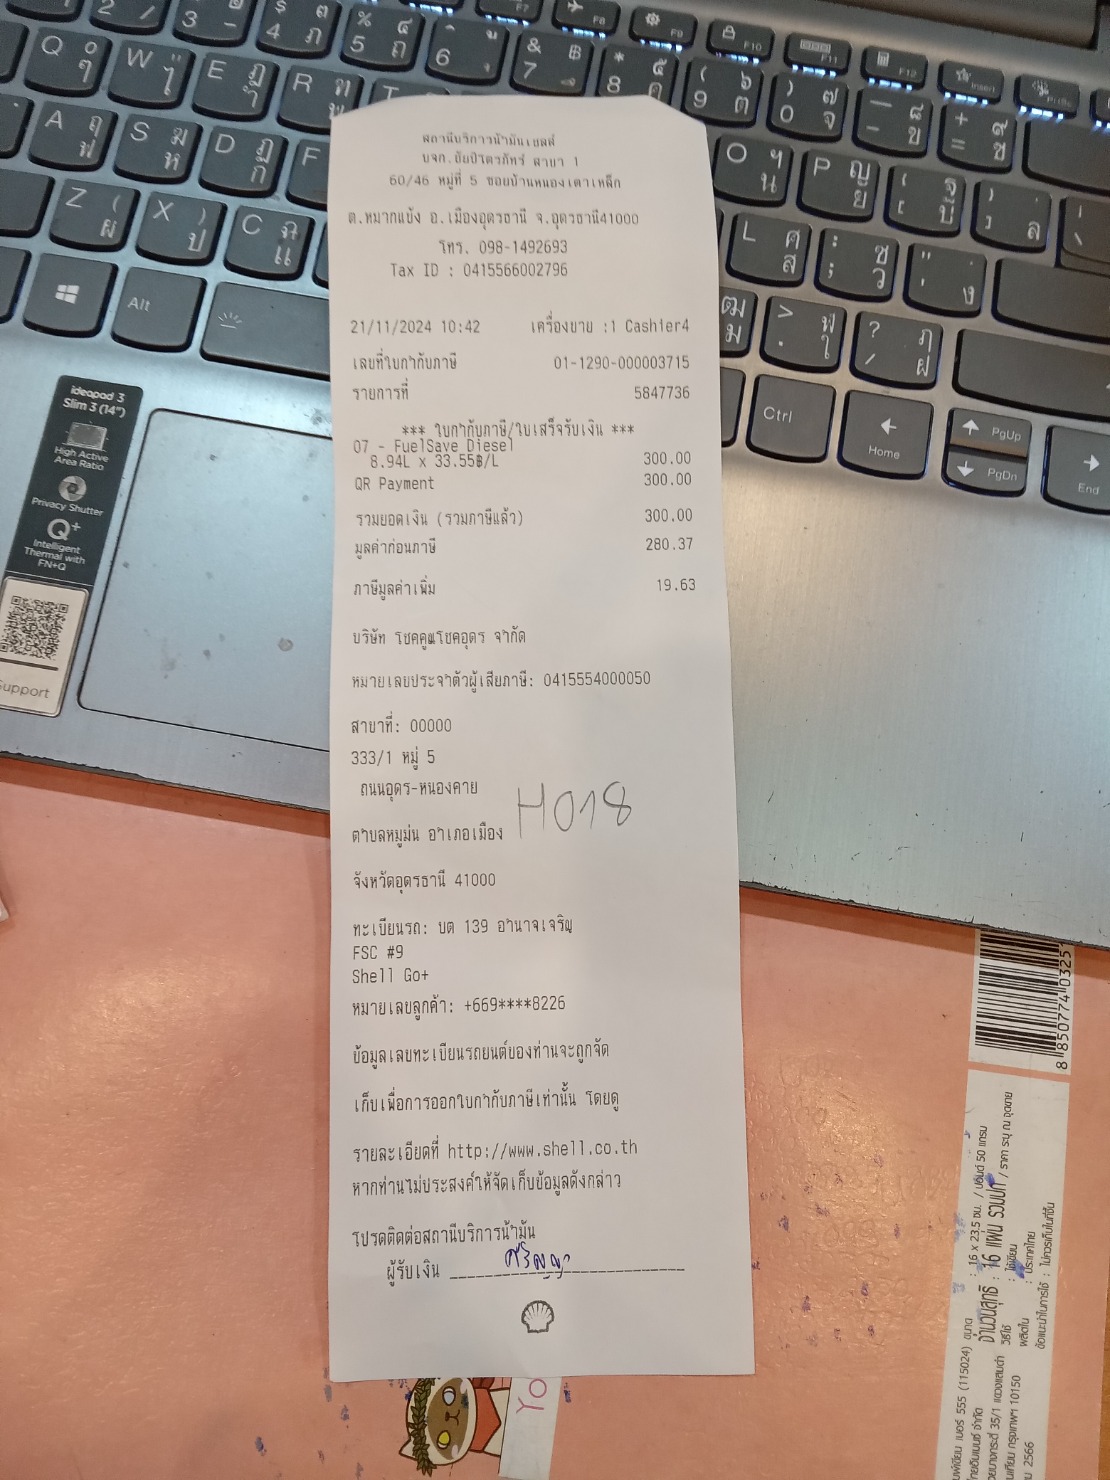 สถานีบริการน้ำมันเชลล์
บจก.ชัยปิโตรภัทร์ สาขา 1
60/46 หมู่ที่ 5 ซอยบ้านหนองเตาเหล็ก
ต.หมากแข้ง อ.เมืองอุดรธานี จ.อุดรธานี41000
โทร. 098-1492693
Tax ID : 0415566002796
21/11/2024 10:42 เครื่องขาย :1 Cashier4
เลขที่ใบกำกับภาษี 01-1290-000003715
รายการที่ 5847736
*** ใบกำกับภาษี/ใบเสร็จรับเงิน ***
07 - FuelSave Diesel
8.94L x 33.55฿/L 300.00
QR Payment 300.00
รวมยอดเงิน (รวมภาษีแล้ว) 300.00
มูลค่าก่อนภาษี 280.37
ภาษีมูลค่าเพิ่ม 19.63
บริษัท โชคคูณโชคอุดร จำกัด
หมายเลขประจำตัวผู้เสียภาษี: 0415554000050
สาขาที่: 00000
333/1 หมู่ 5
ถนนอุดร-หนองคาย
H018
ตำบลหมูม่น อำเภอเมือง
จังหวัดอุดรธานี 41000
ทะเบียนรถ: บต 139 อำนาจเจริญ
FSC #9
Shell Go+
หมายเลขลูกค้า: +669****8226
ข้อมูลเลขทะเบียนรถยนต์ของท่านจะถูกจัด
เก็บเพื่อการออกใบกำกับภาษีเท่านั้น โดยดู
รายละเอียดที่ http://www.shell.co.th
หากท่านไม่ประสงค์ให้จัดเก็บข้อมูลดังกล่าว
โปรดติดต่อสถานีบริการน้ำมัน
ผู้รับเงิน
ideapad 3
Slim 3 (14")
High Active
Area Ratio
Privacy Shutter
Q+
Intelligent
Thermal with
FN+Q
Support
Alt
Ctrl
Home
PgUp
PgDn
End
8 850774 03251
Yo